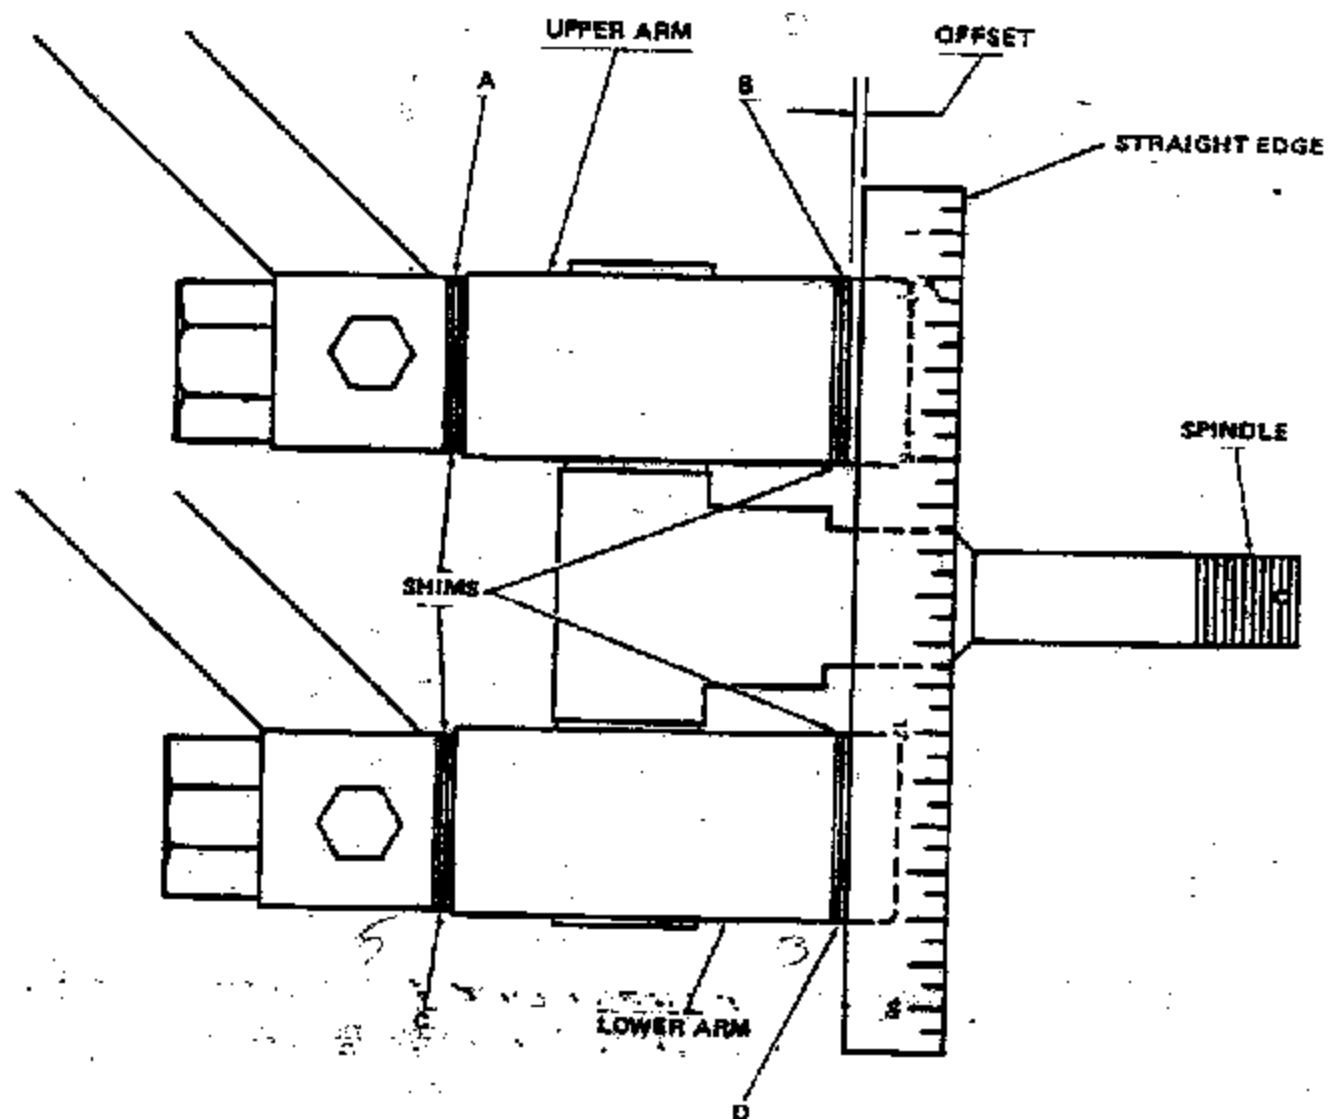 UPPER ARM
OFFSET
A
B
STRAIGHT EDGE
SPINDLE
SHIMS
5
3
C
LOWER ARM
D